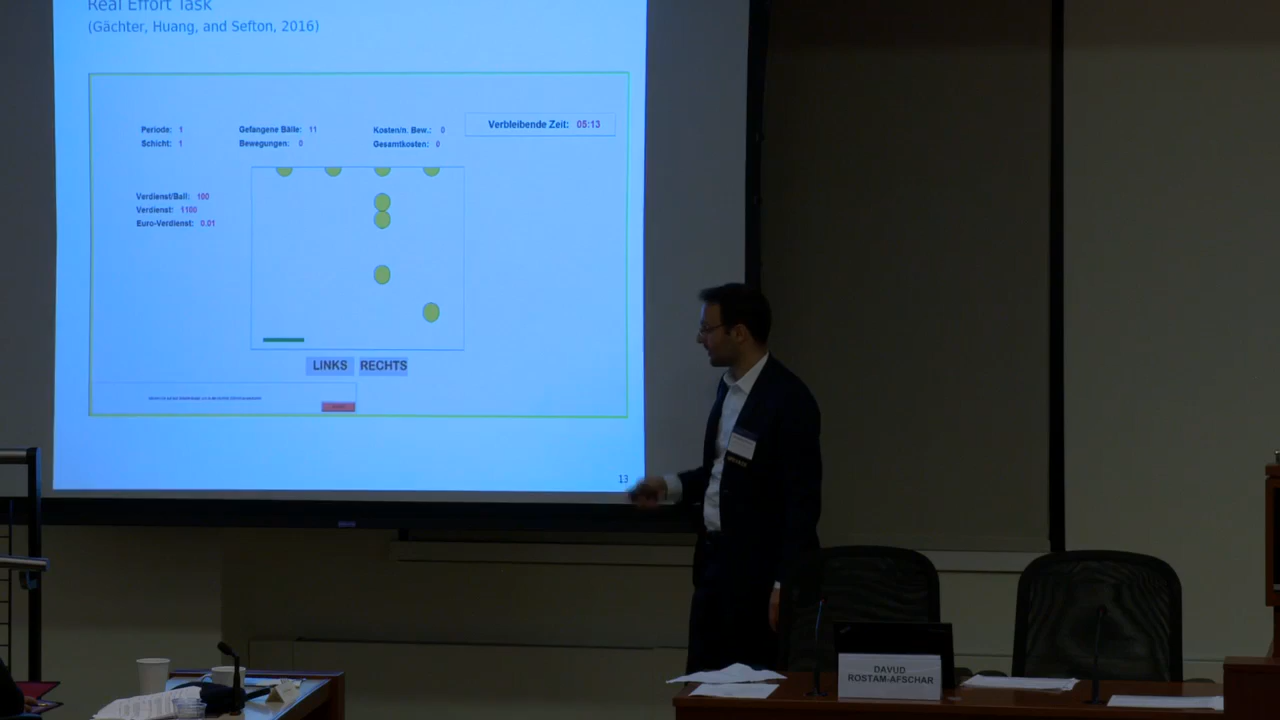 Real Effort Task
(Gächter, Huang, and Sefton, 2016)
Periode: 1
Schicht: 1
Gefangene Bälle: 11
Bewegungen: 0
Kosten/n. Bew.: 0
Gesamtkosten: 0
Verbleibende Zeit: 05:13
Verdienst/Ball: 100
Verdienst: 1100
Euro-Verdienst: 0.01
LINKS RECHTS
13
DAVUD
ROSTAM-AFSCHAR